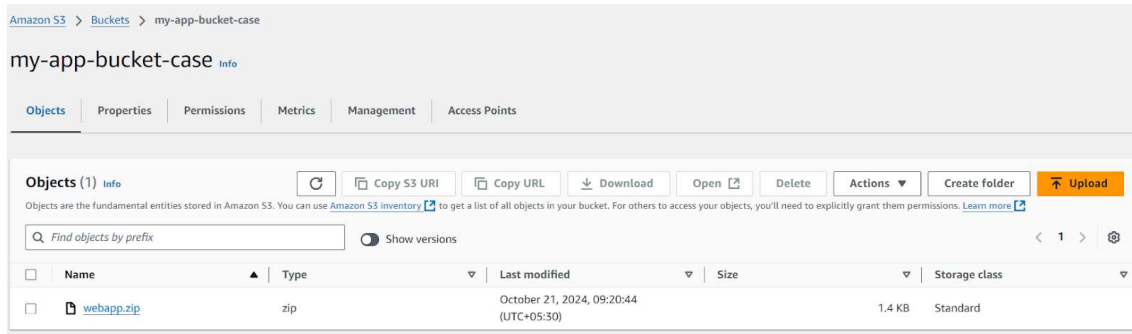 Amazon S3 > Buckets > my-app-bucket-case
my-app-bucket-case Info
Objects Properties Permissions Metrics Management Access Points
Objects (1) Info Copy S3 URI Copy URL Download Open Delete Actions Create folder Upload
Objects are the fundamental entities stored in Amazon S3. You can use Amazon S3 inventory to get a list of all objects in your bucket. For others to access your objects, you'll need to explicitly grant them permissions. Learn more
Find objects by prefix Show versions < 1 >
Name Type Last modified Size Storage class
webapp.zip zip October 21, 2024, 09:20:44 1.4 KB Standard
(UTC+05:30)